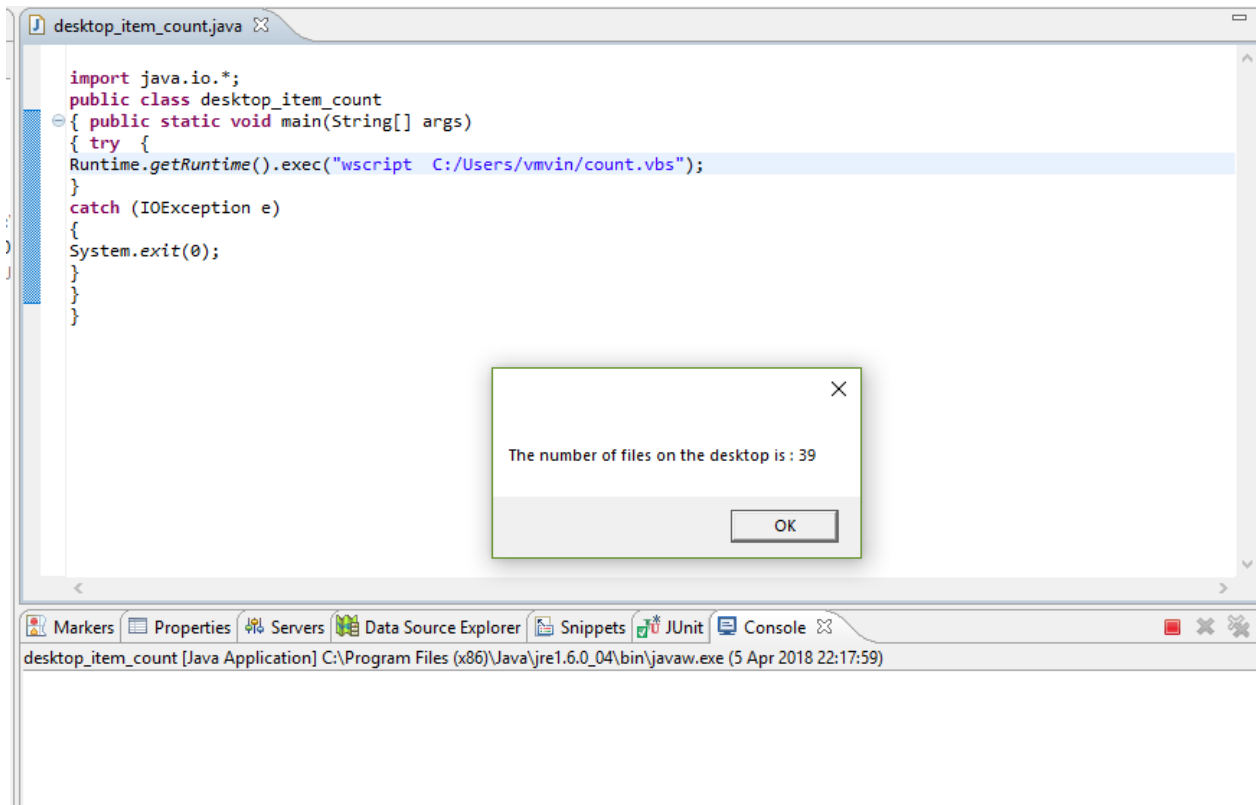 desktop_item_count.java
import java.io.*;
public class desktop_item_count
{ public static void main(String[] args)
{ try  {
Runtime.getRuntime().exec("wscript  C:/Users/vmvin/count.vbs");
}
catch (IOException e)
{
System.exit(0);
}
}
}
The number of files on the desktop is : 39
OK
Markers Properties Servers Data Source Explorer Snippets JUnit Console
desktop_item_count [Java Application] C:\Program Files (x86)\Java\jre1.6.0_04\bin\javaw.exe (5 Apr 2018 22:17:59)